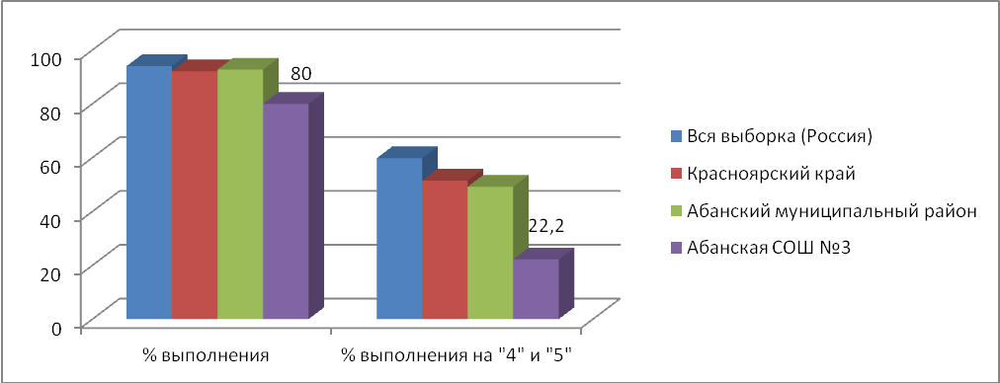 100
80
60
40
20
0
80
22,2
% выполнения
% выполнения на "4" и "5"
Вся выборка (Россия)
Красноярский край
Абанский муниципальный район
Абанская СОШ №3